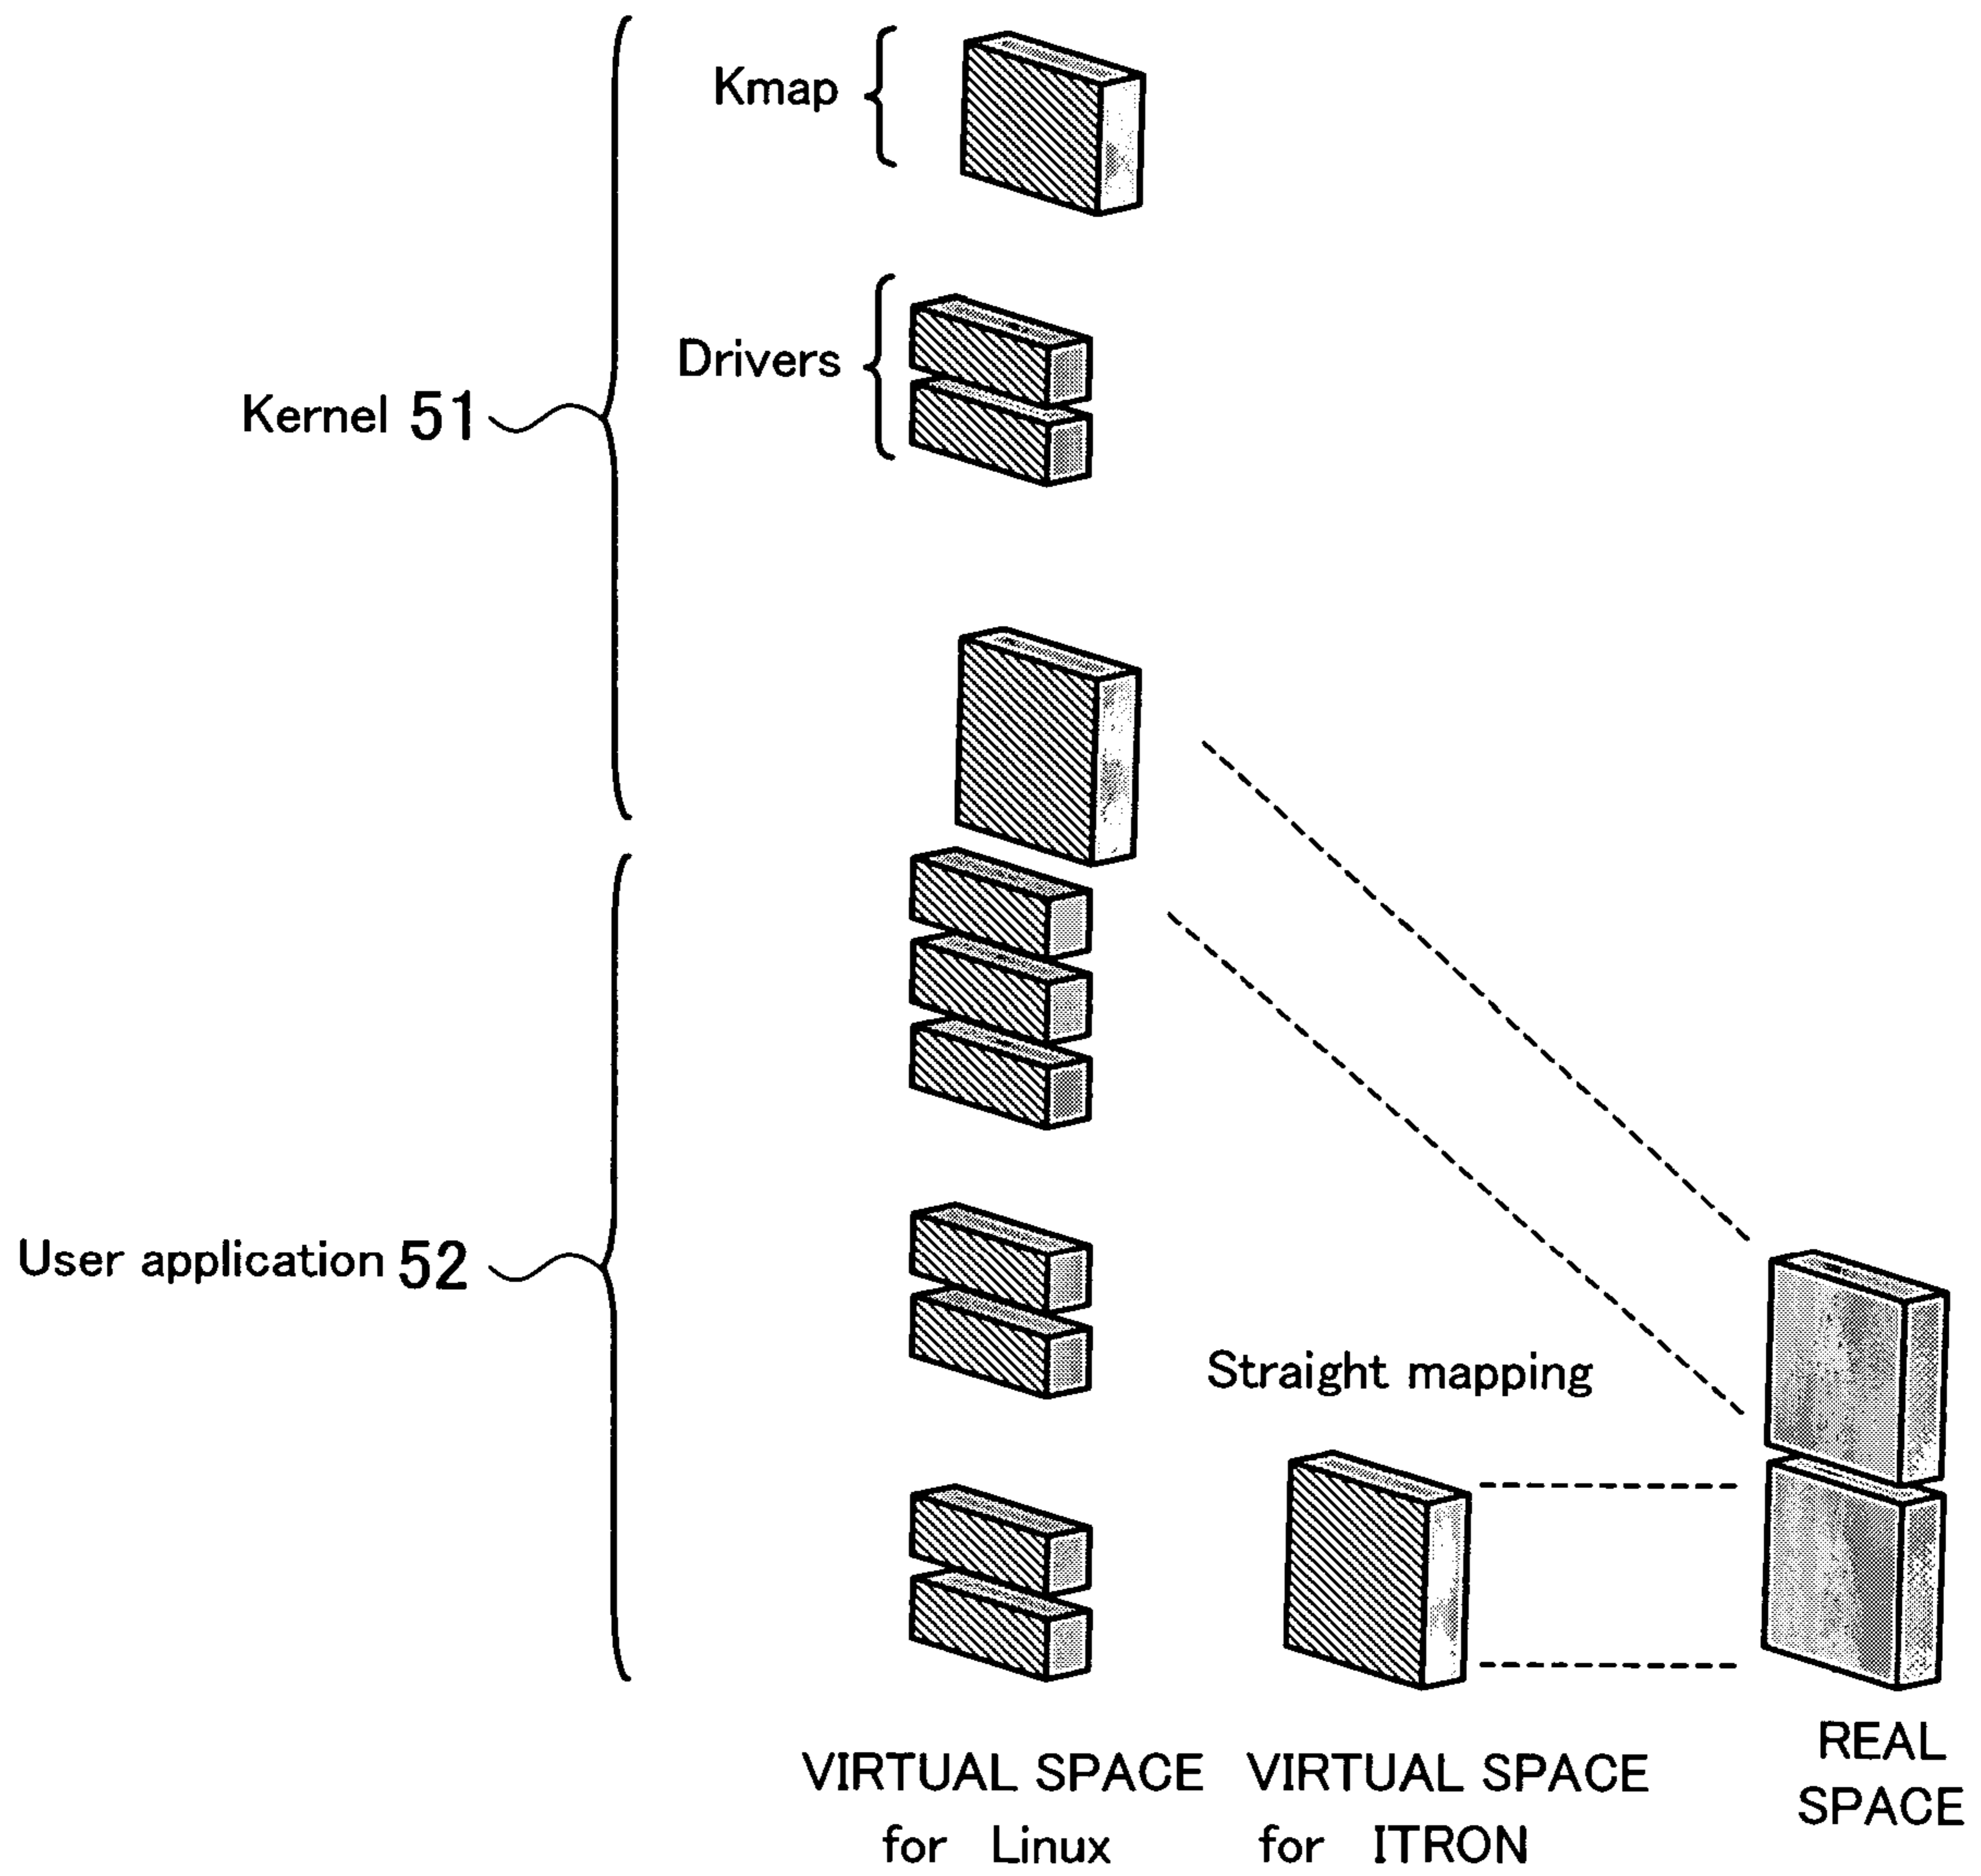 Kmap
Drivers
Kernel 51
User application 52
Straight mapping
VIRTUAL SPACE
for Linux
VIRTUAL SPACE
for ITRON
REAL
SPACE